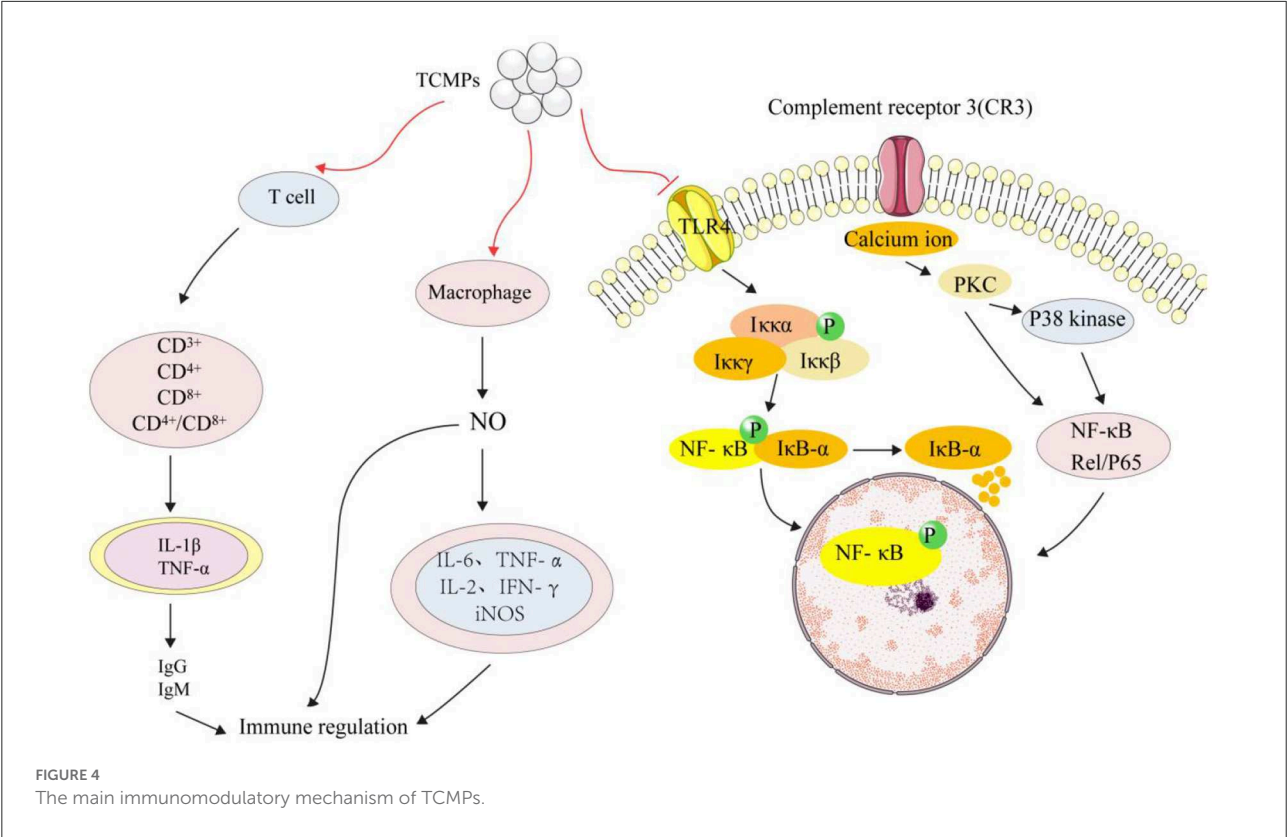 TCMPs
Complement receptor 3(CR3)
T cell
TLR4
Calcium ion
PKC
Macrophage
P38 kinase
Iκκα
P
Iκκγ
Iκκβ
CD³⁺
CD⁴⁺
CD⁸⁺
CD⁴⁺/CD⁸⁺
NO
P
NF- κB
IκB-α
IκB-α
NF-κB
Rel/P65
IL-1β
TNF-α
IL-6、TNF- α
IL-2、IFN- γ
iNOS
P
NF- κB
IgG
IgM
Immune regulation
FIGURE 4
The main immunomodulatory mechanism of TCMPs.